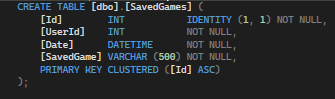 CREATE TABLE [dbo].[SavedGames] (
[Id] INT IDENTITY (1, 1) NOT NULL,
[UserId] INT NOT NULL,
[Date] DATETIME NOT NULL,
[SavedGame] VARCHAR (500) NOT NULL,
PRIMARY KEY CLUSTERED ([Id] ASC)
);